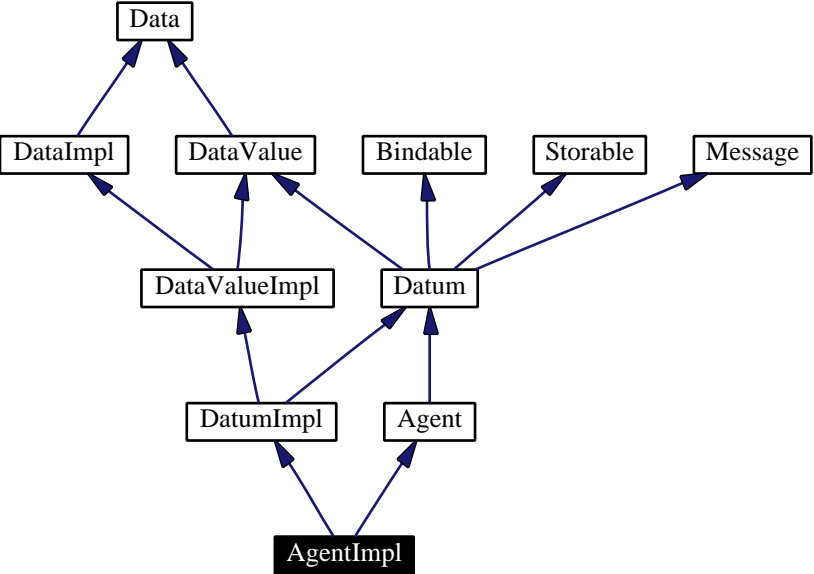 Data
DataImpl
DataValue
Bindable
Storable
Message
DataValueImpl
Datum
DatumImpl
Agent
AgentImpl